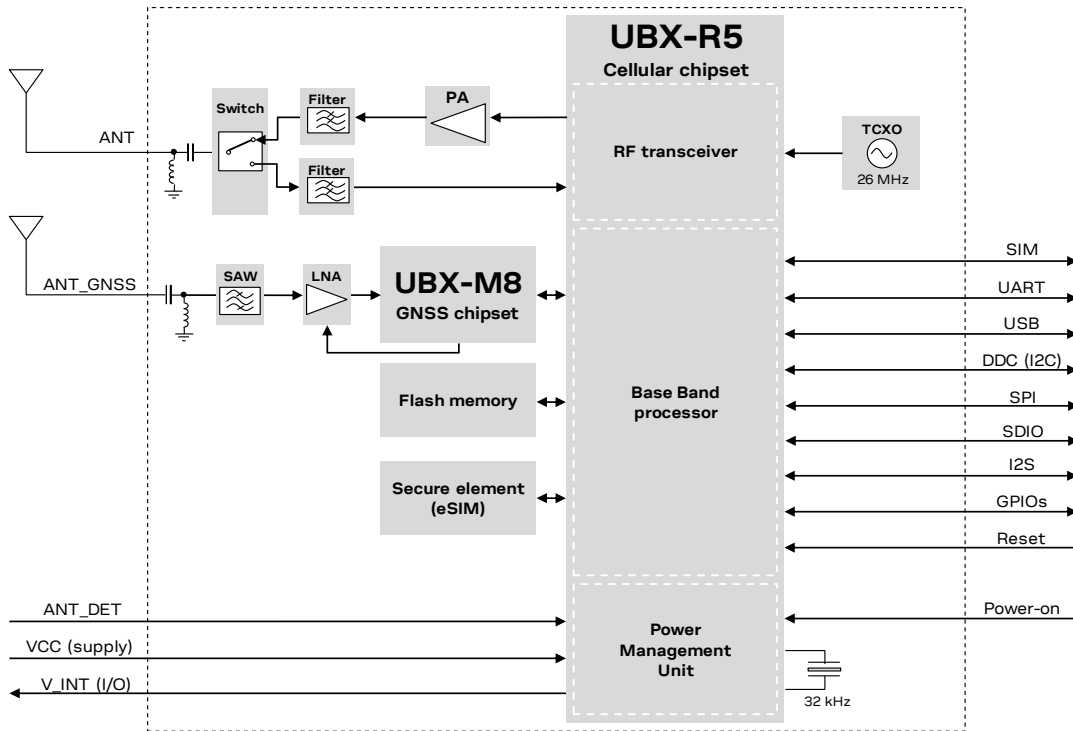 UBX-R5
Cellular chipset
ANT
Switch
Filter
PA
Filter
RF transceiver
TCXO
26 MHz
ANT_GNSS
SAW
LNA
UBX-M8
GNSS chipset
Flash memory
Secure element
(eSIM)
Base Band
processor
SIM
UART
USB
DDC (I2C)
SPI
SDIO
I2S
GPIOs
Reset
ANT_DET
VCC (supply)
V_INT (I/O)
Power
Management
Unit
Power-on
32 kHz